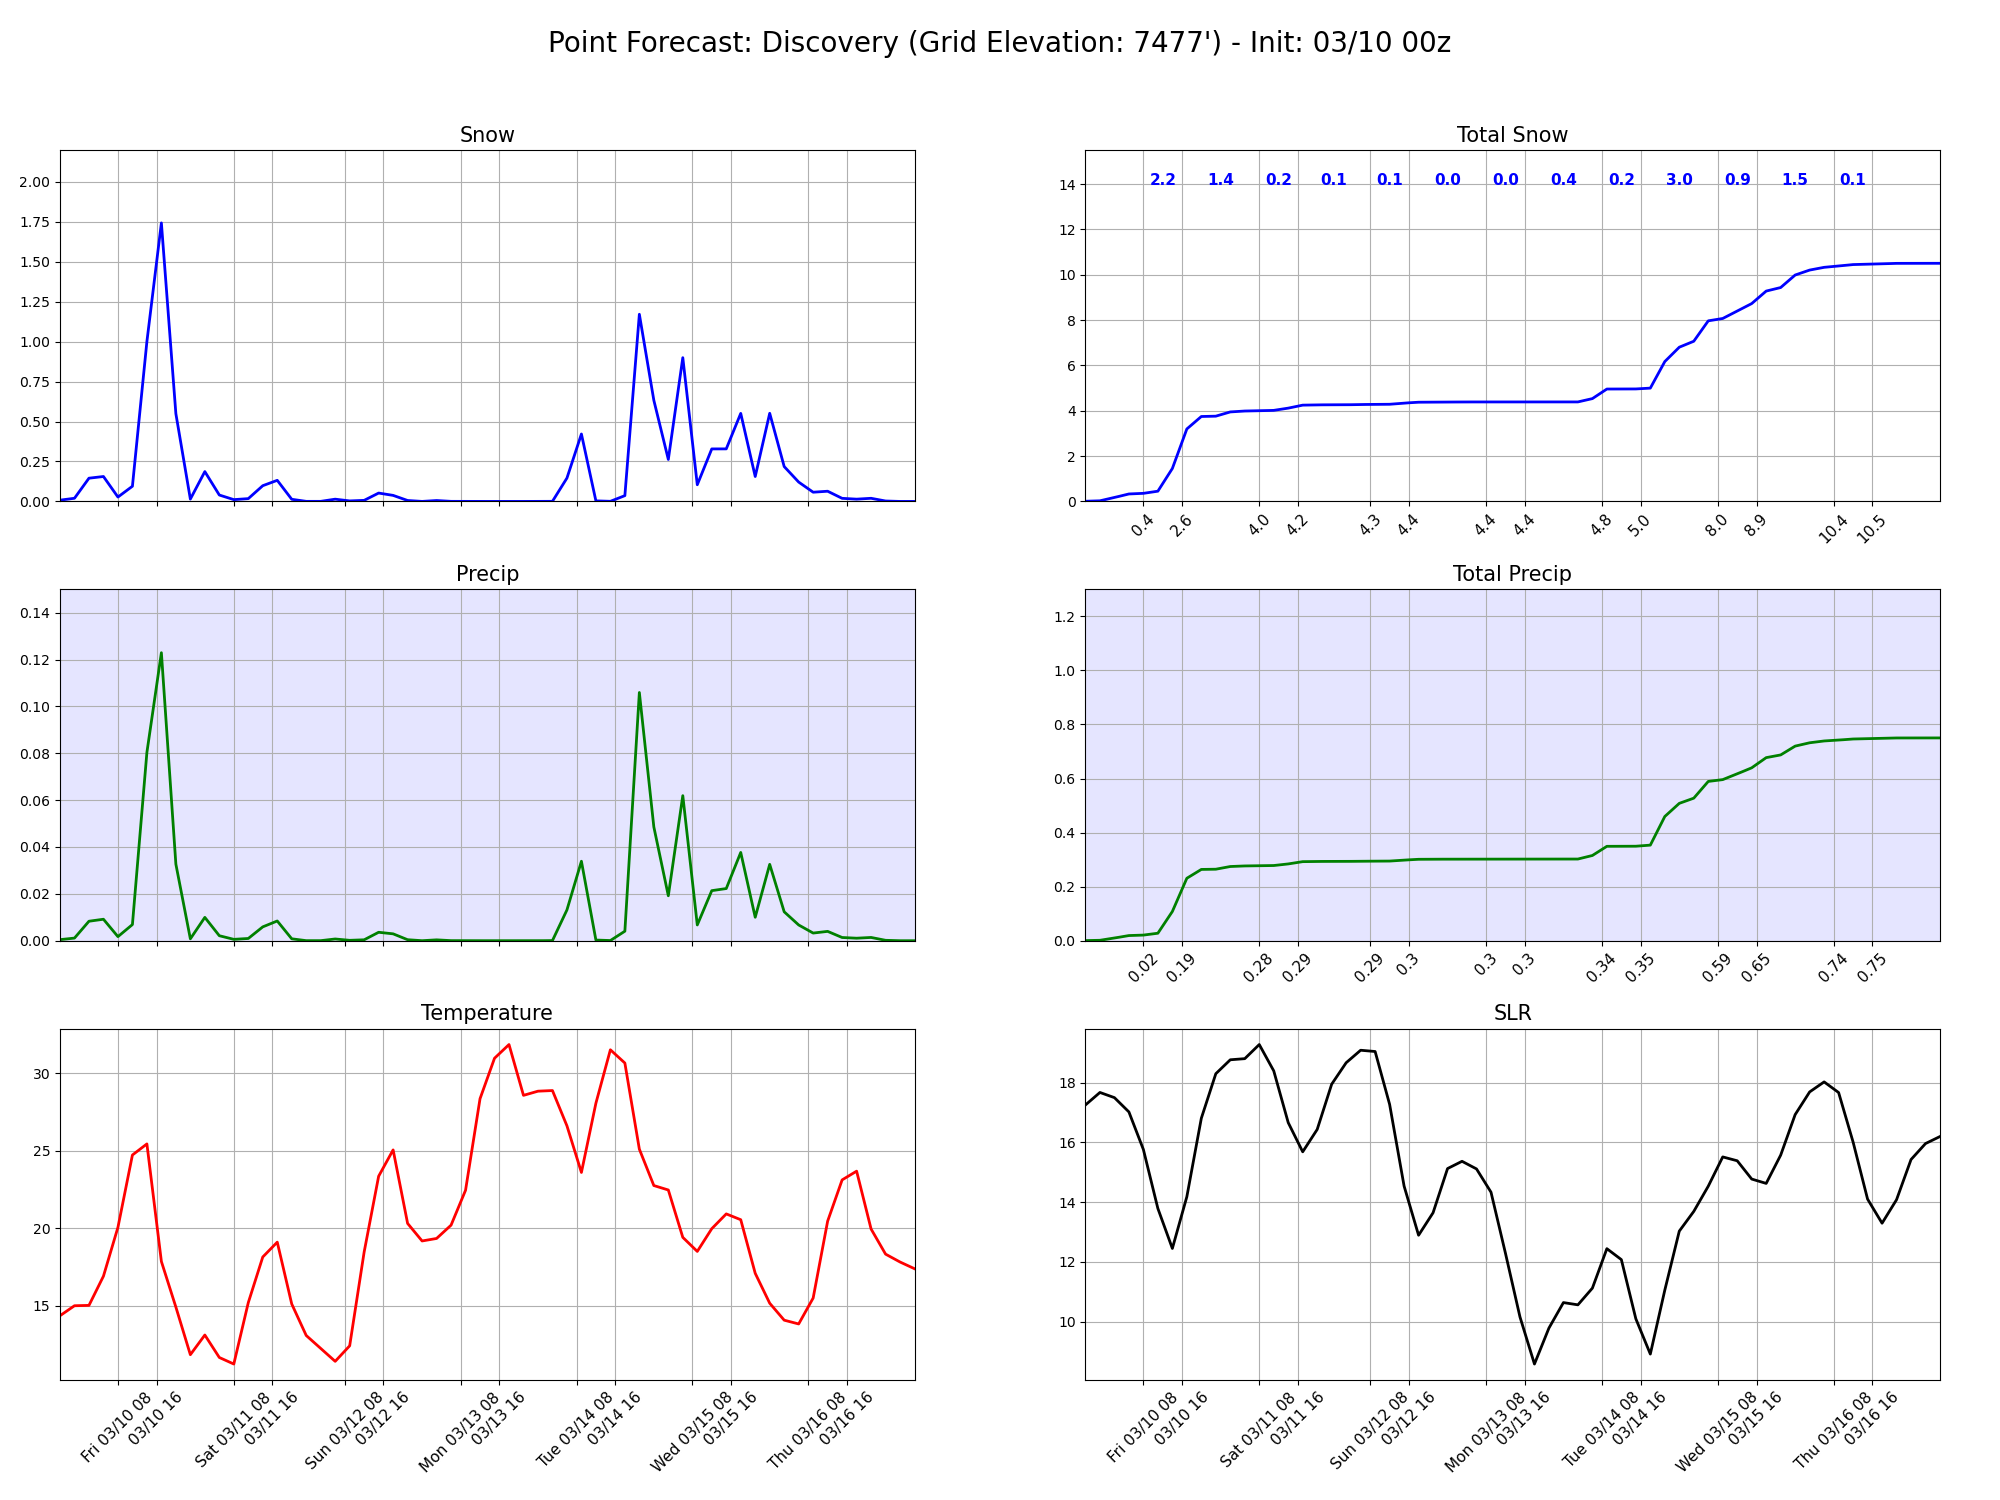 Point Forecast: Discovery (Grid Elevation: 7477') - Init: 03/10 00z
Snow
2.00
1.75
1.50
1.25
1.00
0.75
0.50
0.25
0.00
Total Snow
2.2 1.4 0.2 0.1 0.1 0.0 0.0 0.4 0.2 3.0 0.9 1.5 0.1
14
12
10
8
6
4
2
0
0.4 2.6 4.0 4.2 4.3 4.4 4.4 4.4 4.8 5.0 8.0 8.9 10.4 10.5
Precip
0.14
0.12
0.10
0.08
0.06
0.04
0.02
0.00
Total Precip
1.2
1.0
0.8
0.6
0.4
0.2
0.0
0.02 0.19 0.28 0.29 0.29 0.3 0.3 0.3 0.34 0.35 0.59 0.65 0.74 0.75
Temperature
30
25
20
15
Fri 03/10 08
03/10 16
Sat 03/11 08
03/11 16
Sun 03/12 08
03/12 16
Mon 03/13 08
03/13 16
Tue 03/14 08
03/14 16
Wed 03/15 08
03/15 16
Thu 03/16 08
03/16 16
SLR
18
16
14
12
10
Fri 03/10 08
03/10 16
Sat 03/11 08
03/11 16
Sun 03/12 08
03/12 16
Mon 03/13 08
03/13 16
Tue 03/14 08
03/14 16
Wed 03/15 08
03/15 16
Thu 03/16 08
03/16 16